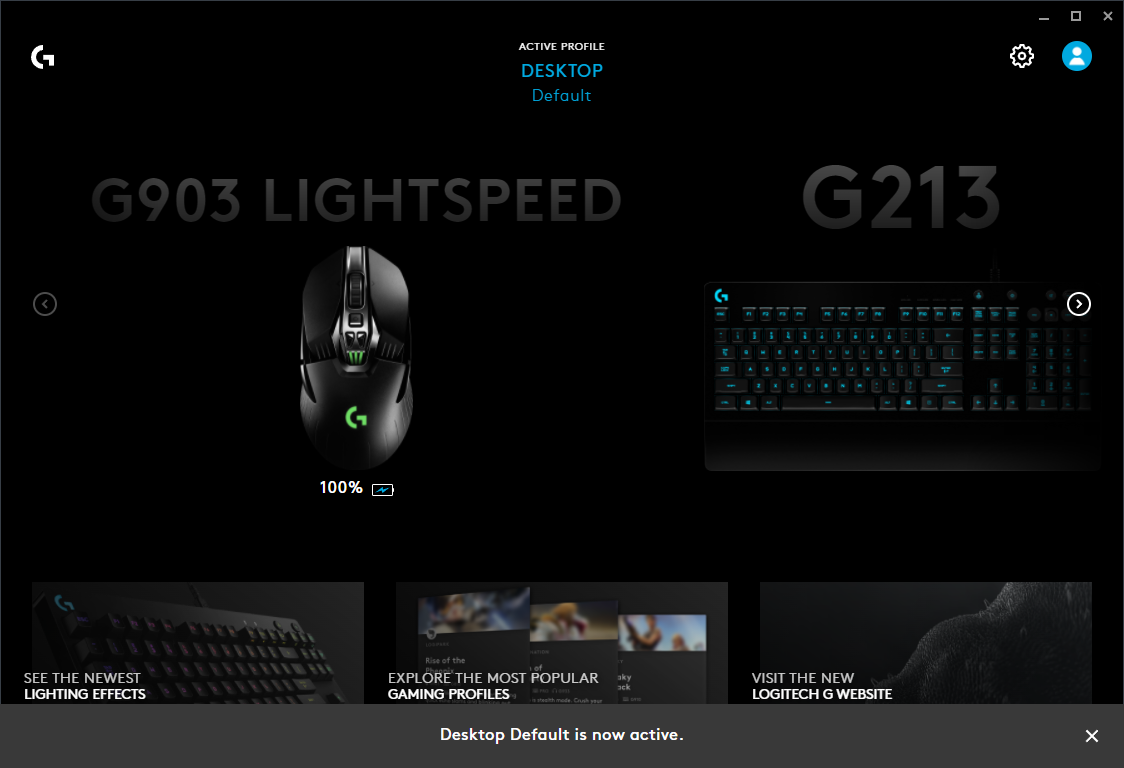 ACTIVE PROFILE
DESKTOP
Default
G903 LIGHTSPEED
G213
100%
SEE THE NEWEST
LIGHTING EFFECTS
Rise of the
EXPLORE THE MOST POPULAR
GAMING PROFILES
VISIT THE NEW
LOGITECH G WEBSITE
Desktop Default is now active.